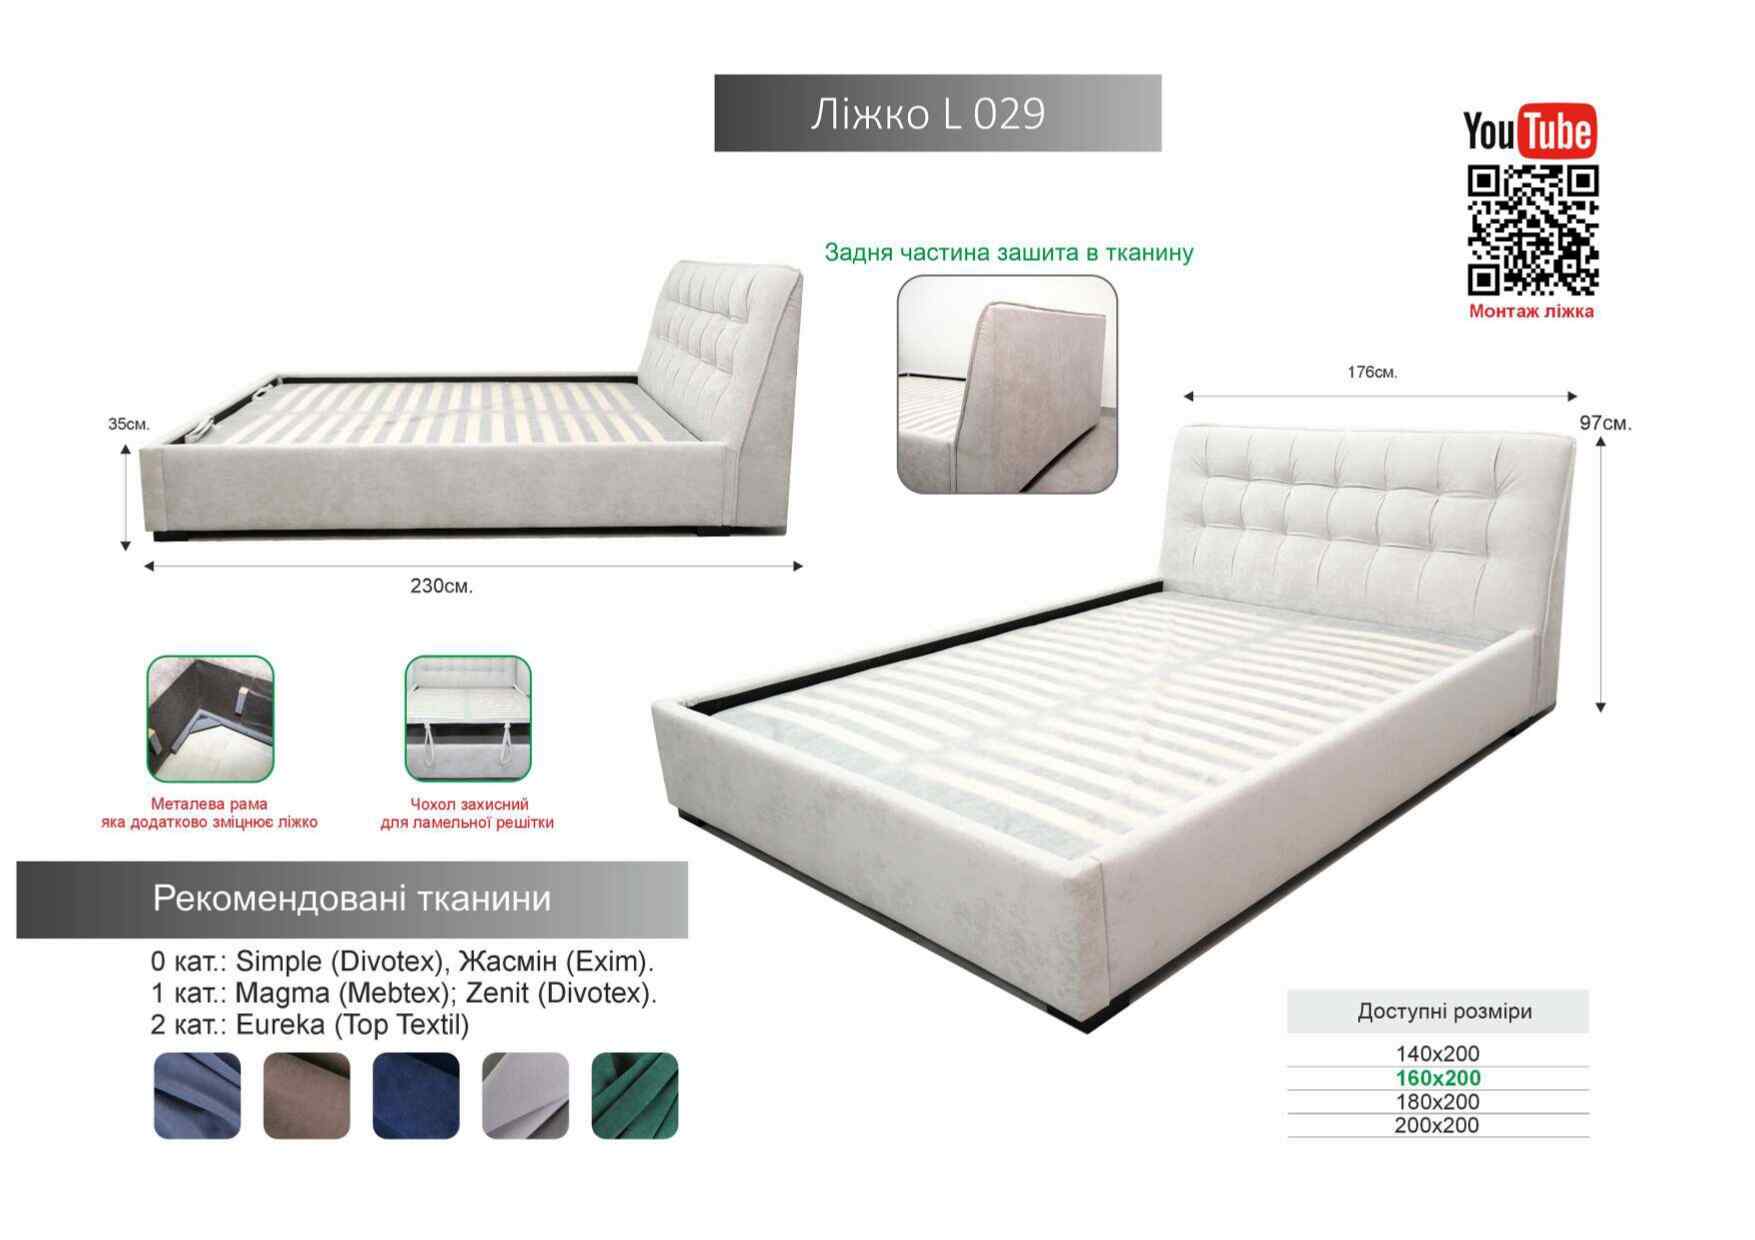 Ліжко L 029
YouTube
Монтаж ліжка
Задня частина зашита в тканину
176см.
97см.
35см.
230см.
Металева рама
яка додатково зміцнює ліжко
Чохол захисний
для ламельної решітки
Рекомендовані тканини
0 кат.: Simple (Divotex), Жасмін (Exim).
1 кат.: Magma (Mebtex); Zenit (Divotex).
2 кат.: Eureka (Top Textil)
Доступні розміри
140x200
160x200
180x200
200x200